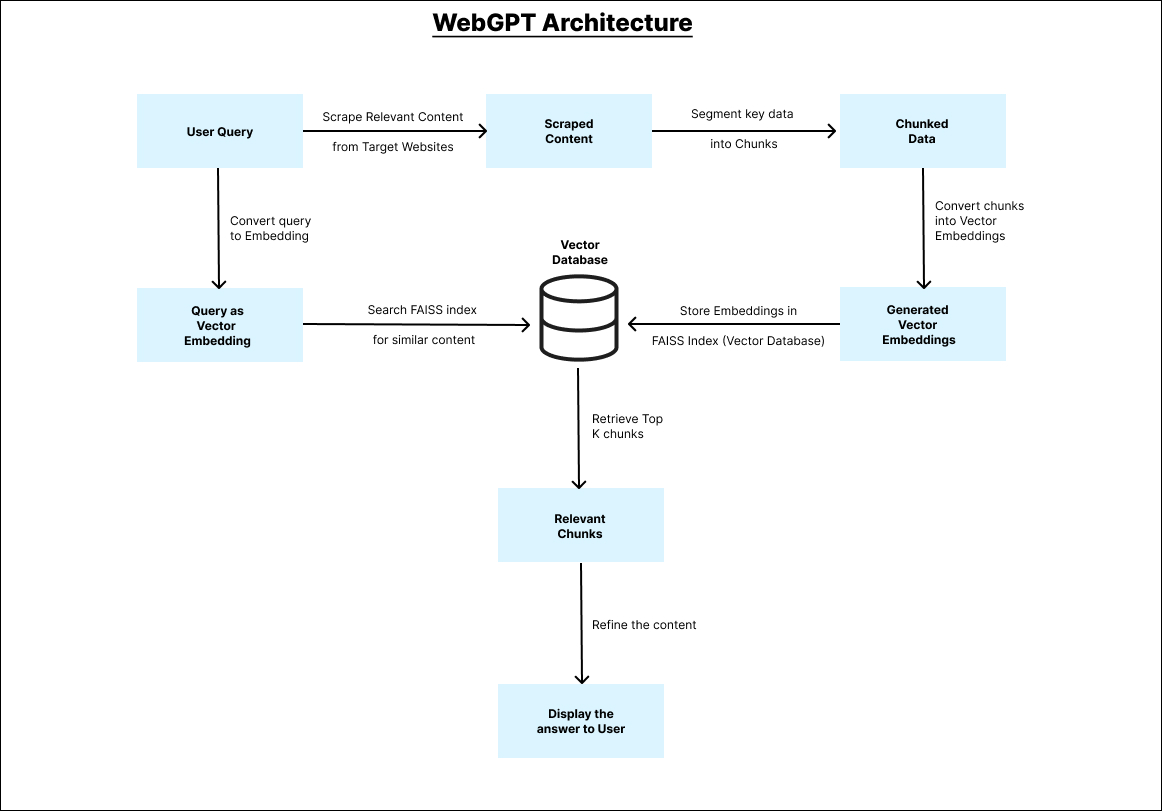 WebGPT Architecture
User Query
Scrape Relevant Content
from Target Websites
Scraped
Content
Segment key data
into Chunks
Chunked
Data
Convert query
to Embedding
Convert chunks
into Vector
Embeddings
Vector
Database
Query as
Vector
Embedding
Search FAISS index
for similar content
Store Embeddings in
FAISS Index (Vector Database)
Generated
Vector
Embeddings
Retrieve Top
K chunks
Relevant
Chunks
Refine the content
Display the
answer to User